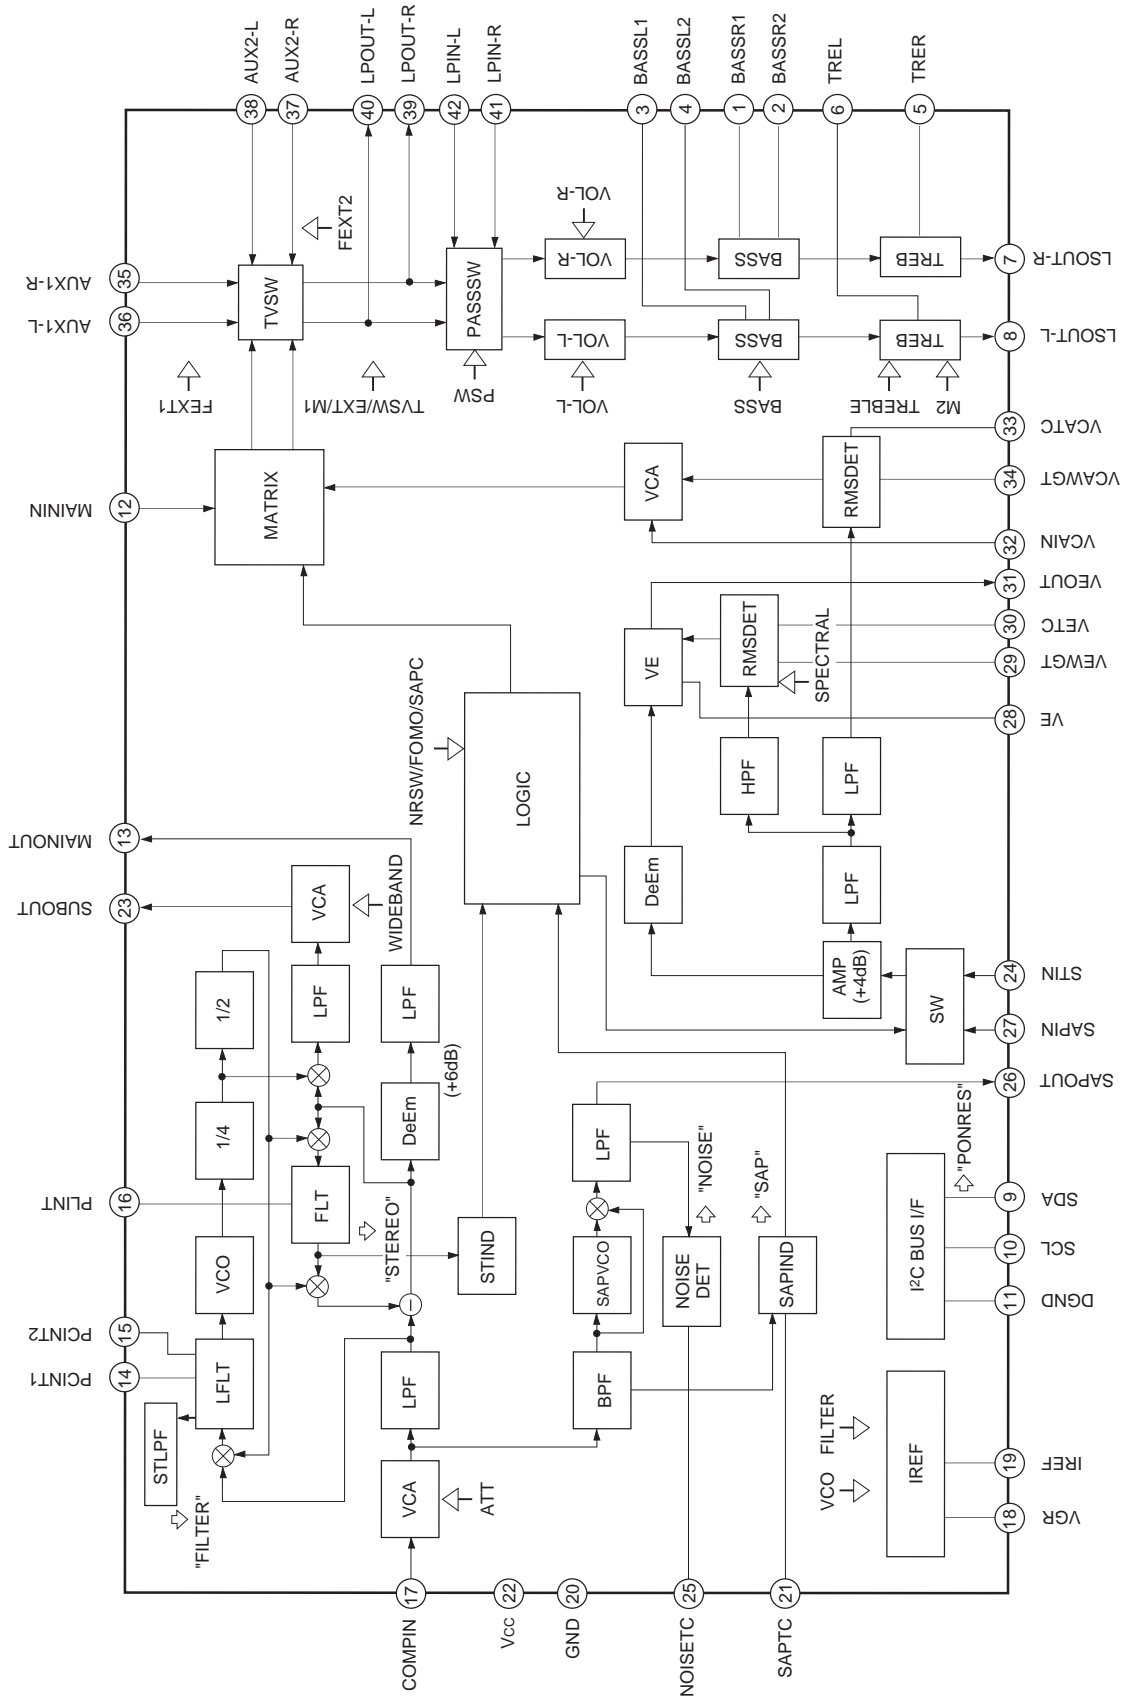 AUX2-L
AUX2-R
LPOUT-L
LPOUT-R
LPIN-L
LPIN-R
BASSL1
BASSL2
BASSR1
BASSR2
TREL
TRER
38
37
40
39
42
41
3
4
1
2
6
5
AUX1-R
35
AUX1-L
36
TVSW
FEXT2
FEXT1
TVSW/EXT/M1
PASSSW
PSW
VOL-R
VOL-R
VOL-L
VOL-L
BASS
BASS
BASS
TREB
TREB
TREBLE
M2
7
LSOUT-R
8
LSOUT-L
MAININ
12
MATRIX
VCA
RMSDET
33
VCATC
34
VCAWGT
32
VCAIN
31
VEOUT
30
VETC
29
VEWGT
28
VE
VE
RMSDET
SPECTRAL
HPF
LPF
DeEm
LPF
AMP
(+4dB)
SW
24
STIN
27
SAPIN
26
SAPOUT
NRSW/FOMO/SAPC
LOGIC
MAINOUT
13
SUBOUT
23
VCA
WIDEBAND
1/2
LPF
LPF
(+6dB)
1/4
DeEm
PLINT
16
FLT
"STEREO"
STIND
VCO
PCINT2
15
PCINT1
14
LFLT
STLPF
"FILTER"
LPF
VCA
ATT
LPF
"NOISE"
SAPVCO
NOISE
DET
"SAP"
SAPIND
BPF
I2C BUS I/F
"PONRES"
9
SDA
10
SCL
11
DGND
VCO
FILTER
IREF
19
IREF
18
VGR
17
COMPIN
22
VCC
20
GND
25
NOISETC
21
SAPTC